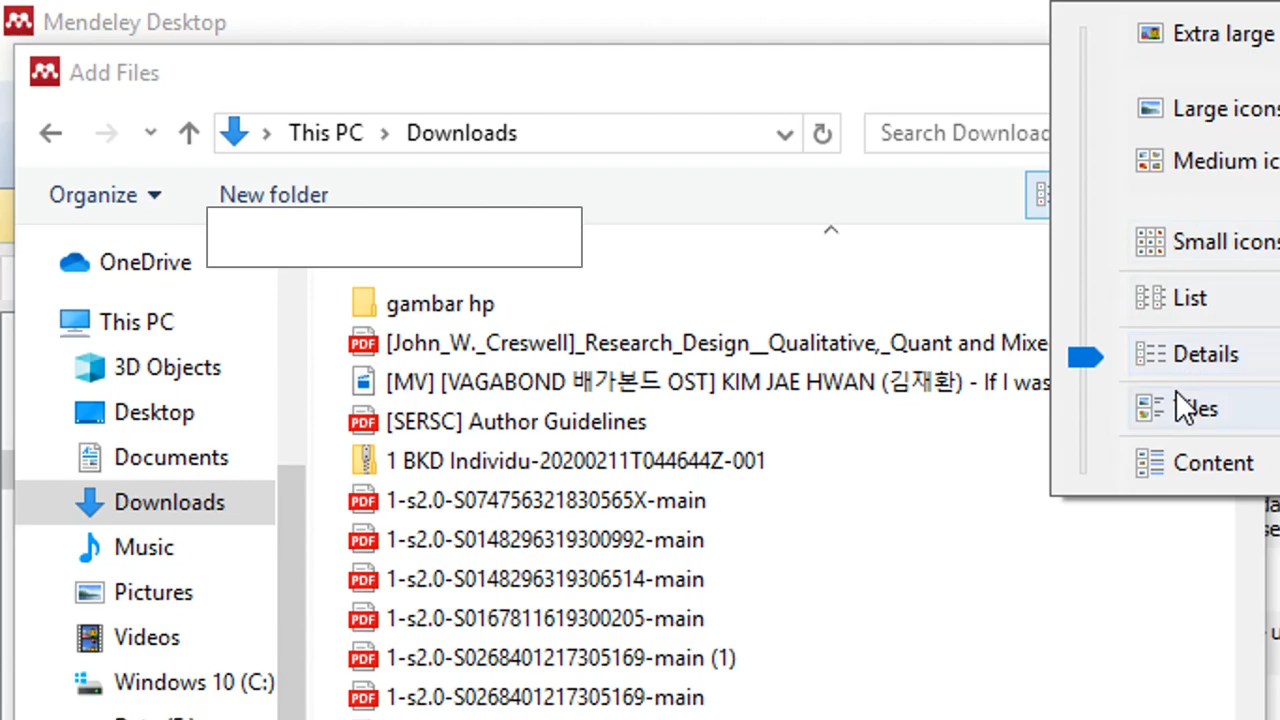 Mendeley Desktop
Add Files
This PC
Downloads
Search Downloa
Organize
New folder
OneDrive
This PC
3D Objects
Desktop
Documents
Downloads
Music
Pictures
Videos
Windows 10 (C:)
gambar hp
[John_W._Creswell]_Research_Design__Qualitative,_Quant and Mixe
[MV] [VAGABOND 배가본드 OST] KIM JAE HWAN (김재환) - If I was
[SERSC] Author Guidelines
1 BKD Individu-20200211T044644Z-001
1-s2.0-S074756321830565X-main
1-s2.0-S0148296319300992-main
1-s2.0-S0148296319306514-main
1-s2.0-S0167811619300205-main
1-s2.0-S0268401217305169-main (1)
1-s2.0-S0268401217305169-main
Extra large
Large icons
Medium ic
Small icons
List
Details
Content